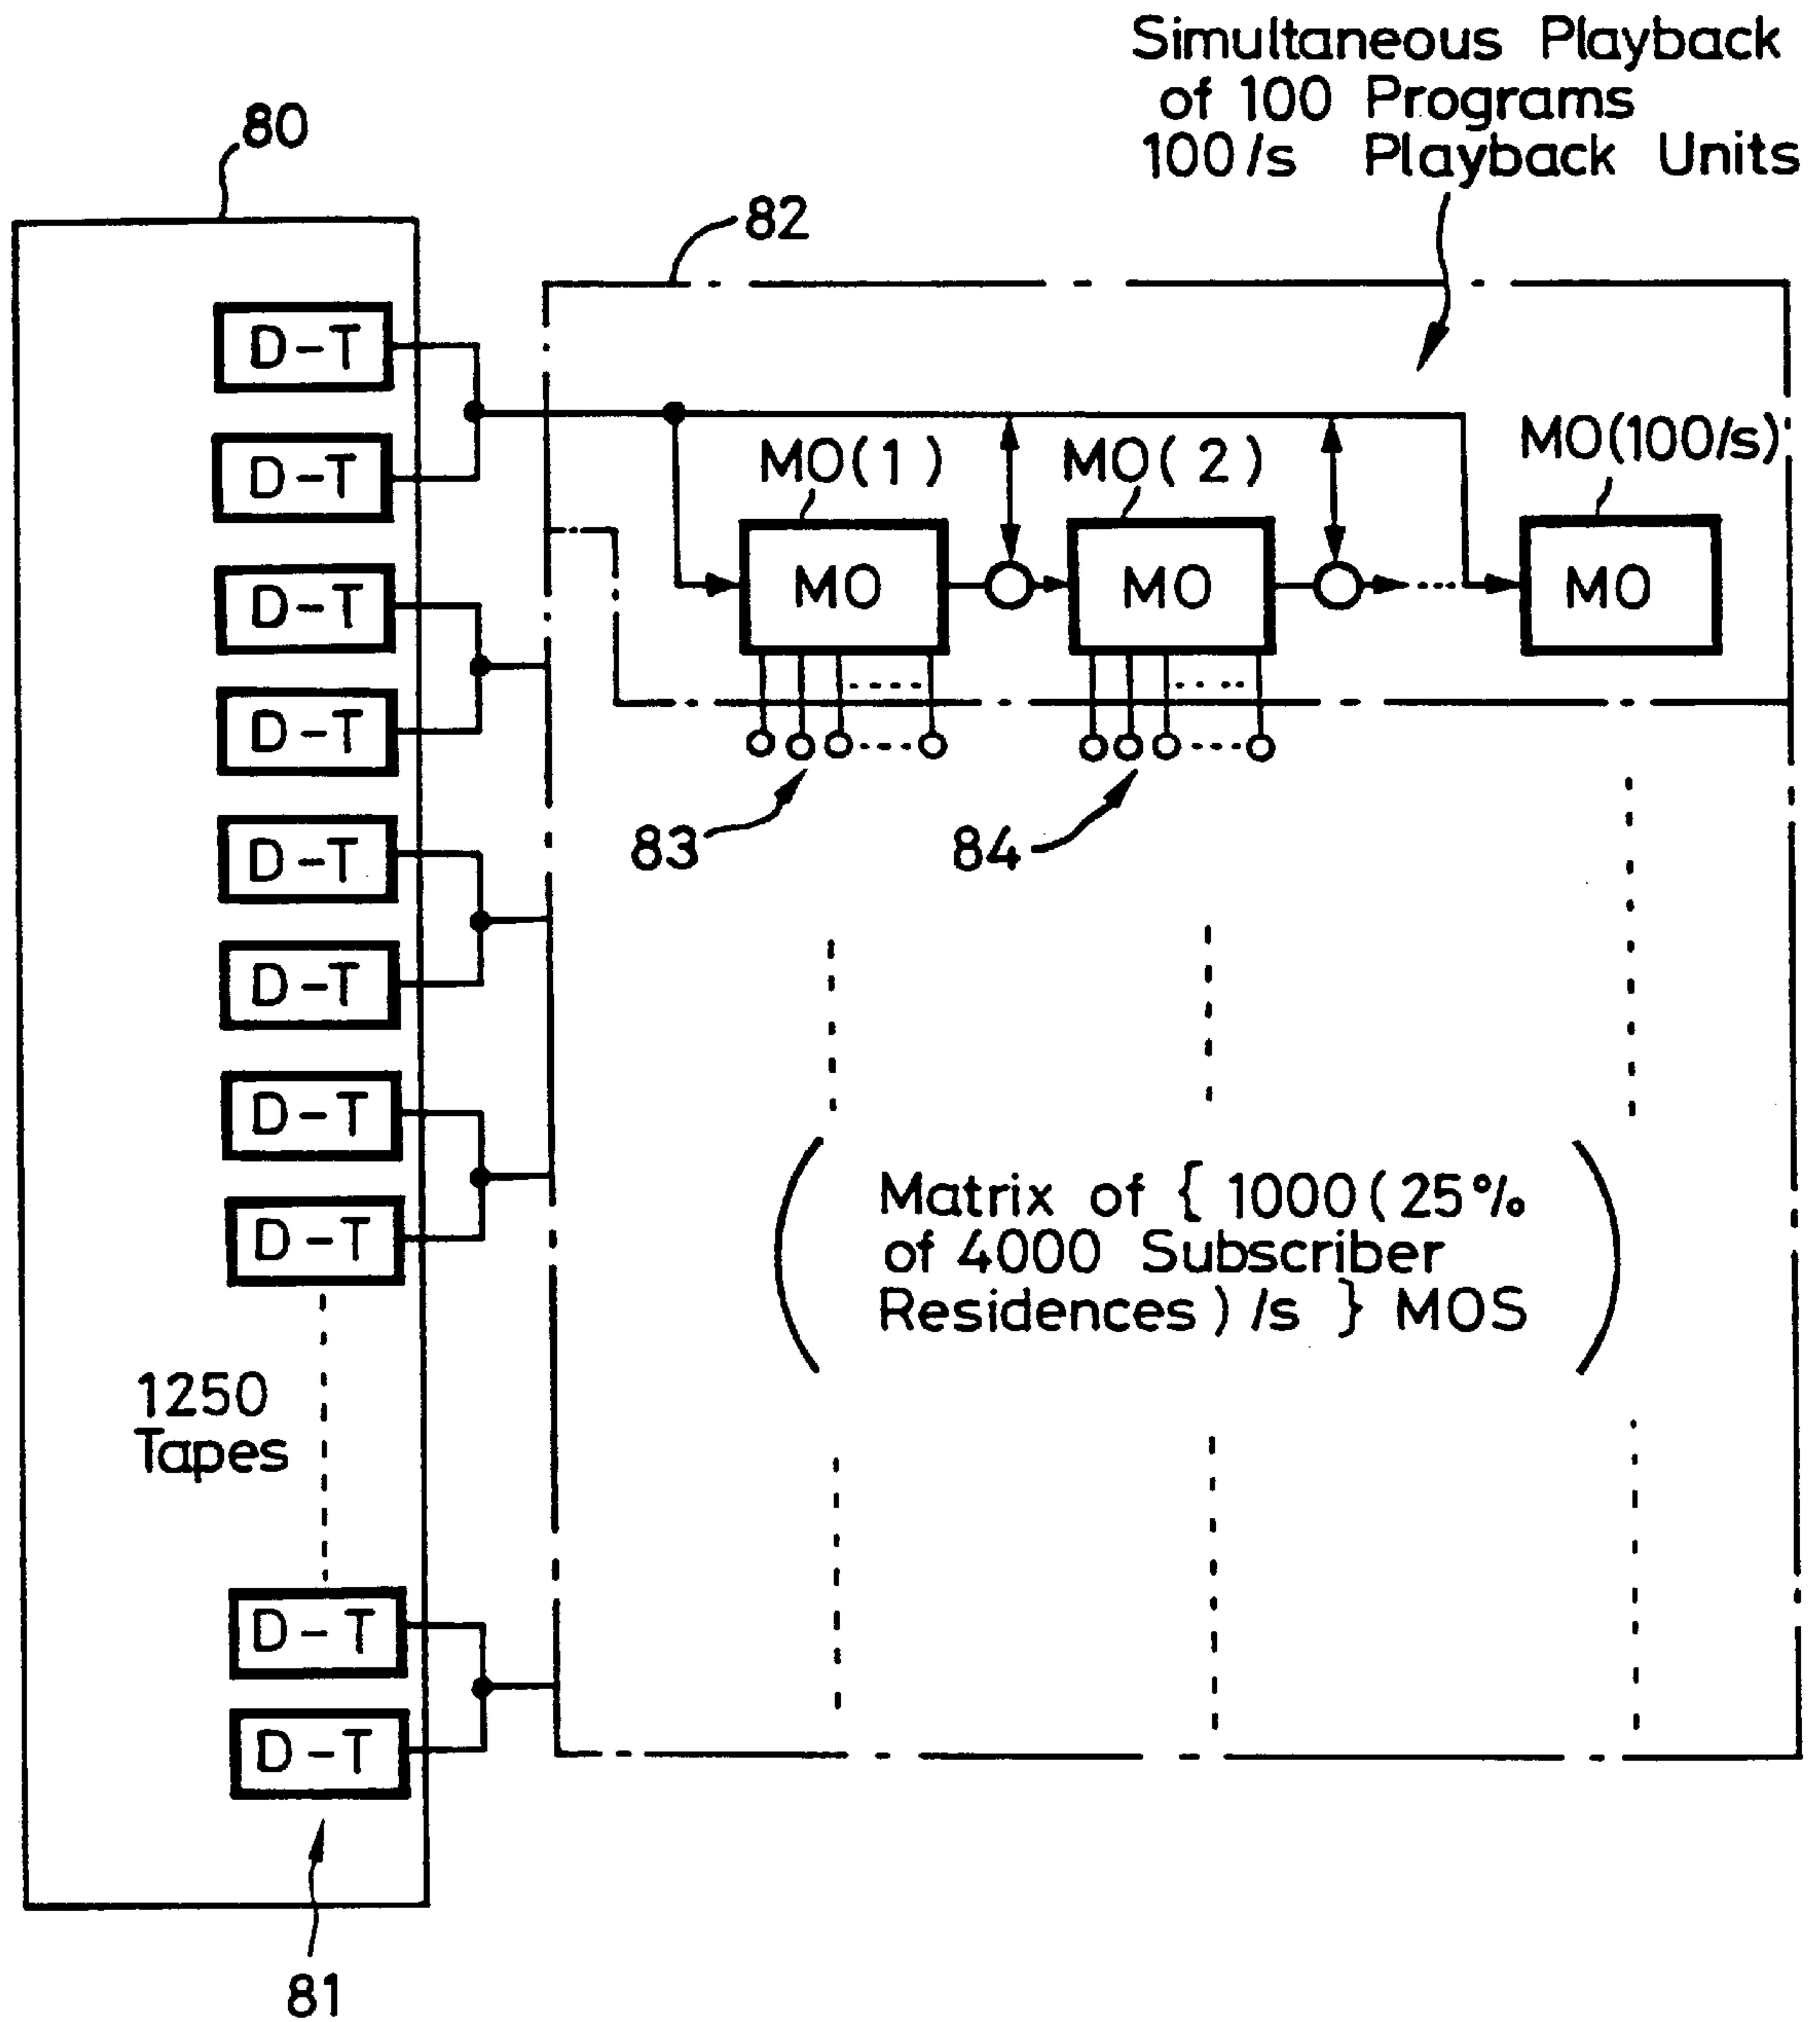 Simultaneous Playback
of 100 Programs
100/s Playback Units
80
82
D-T
D-T
MO(1)
MO(2)
MO(100/s)
MO
MO
MO
D-T
D-T
83
84
D-T
D-T
D-T
D-T
Matrix of { 1000(25%
of 4000 Subscriber
Residences)/s } MOS
1250
Tapes
D-T
D-T
81